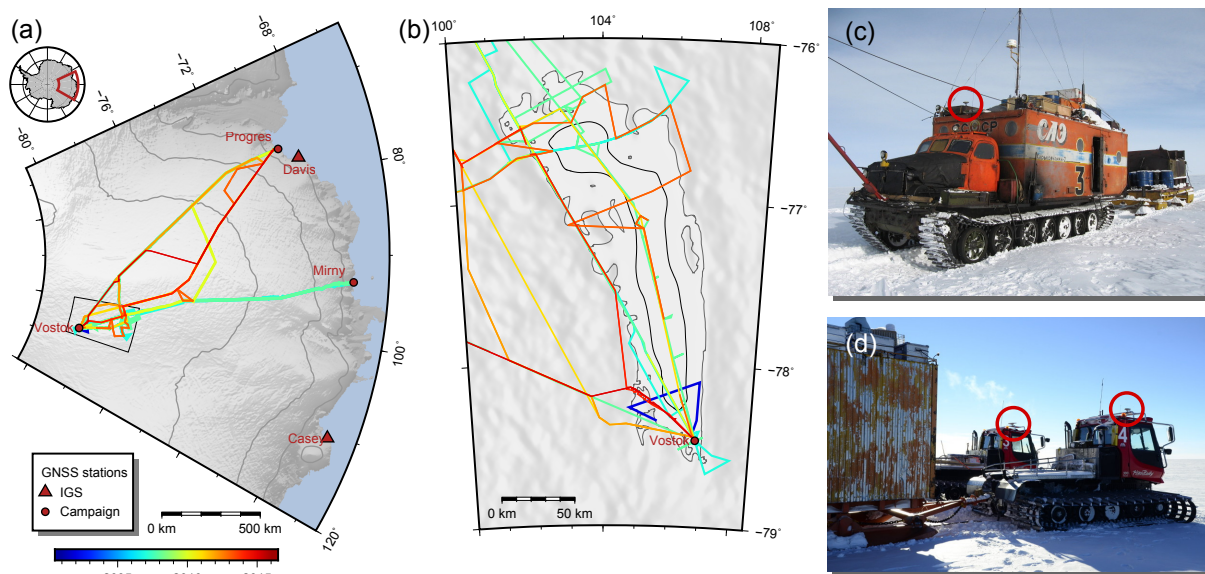 (a)
−68°
−72°
−76°
−80°
80°
100°
120°
Progres
Davis
Mirny
Vostok
Casey
GNSS stations
IGS
Campaign
0 km 500 km
(b)
100° 104° 108°
−76°
−77°
−78°
−79°
Vostok
0 km 50 km
(c)
САЭ
3
(d)
4